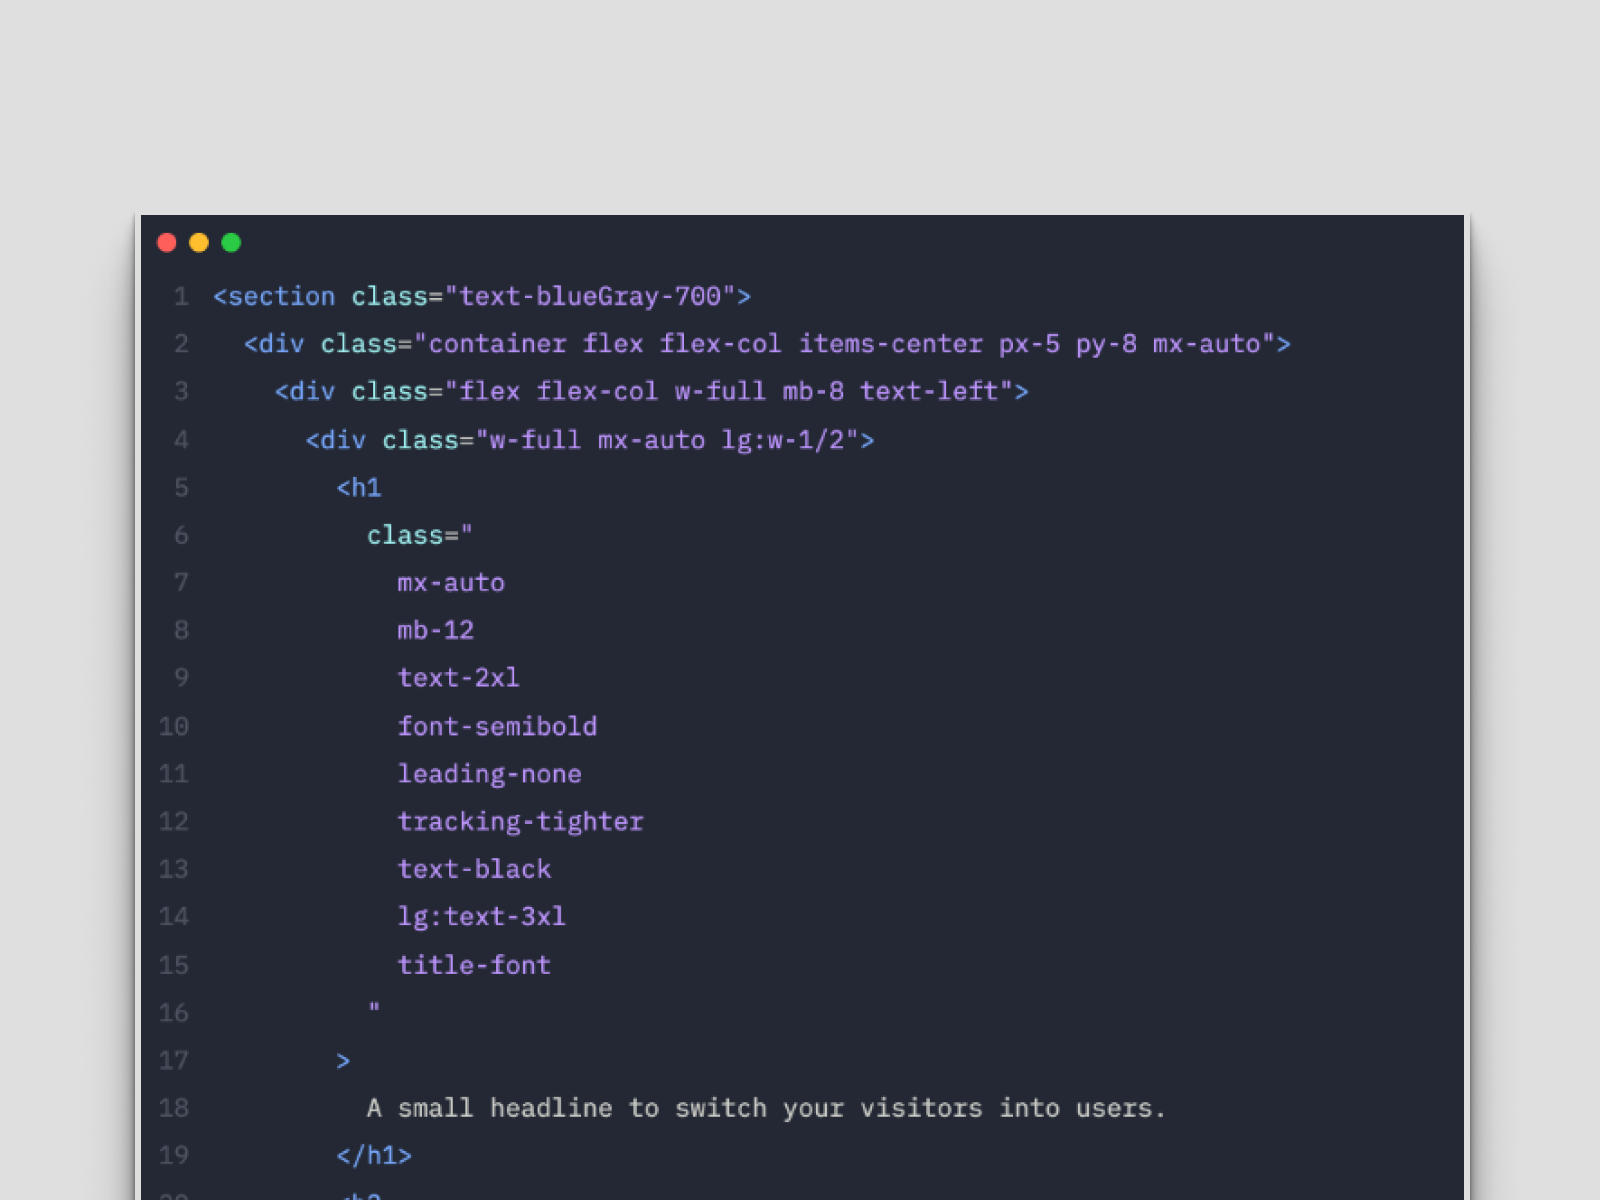 1 <section class="text-blueGray-700">
2 <div class="container flex flex-col items-center px-5 py-8 mx-auto">
3 <div class="flex flex-col w-full mb-8 text-left">
4 <div class="w-full mx-auto lg:w-1/2">
5 <h1
6 class="
7 mx-auto
8 mb-12
9 text-2xl
10 font-semibold
11 leading-none
12 tracking-tighter
13 text-black
14 lg:text-3xl
15 title-font
16 "
17 >
18 A small headline to switch your visitors into users.
19 </h1>